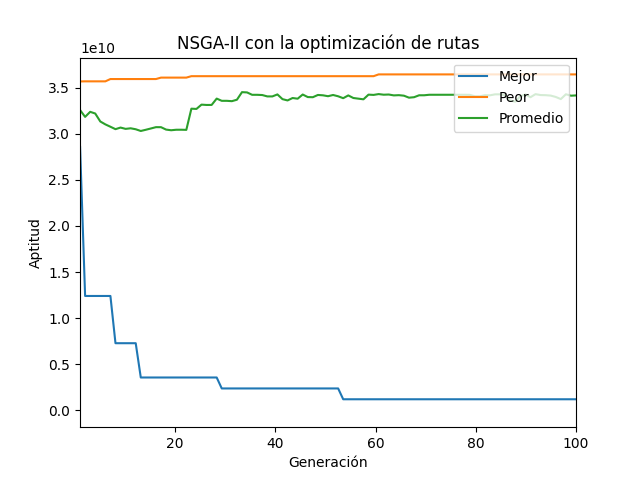 NSGA-II con la optimización de rutas
1e10
Mejor
Peor
Promedio
3.5
3.0
2.5
2.0
1.5
1.0
0.5
0.0
Aptitud
20 40 60 80 100
Generación